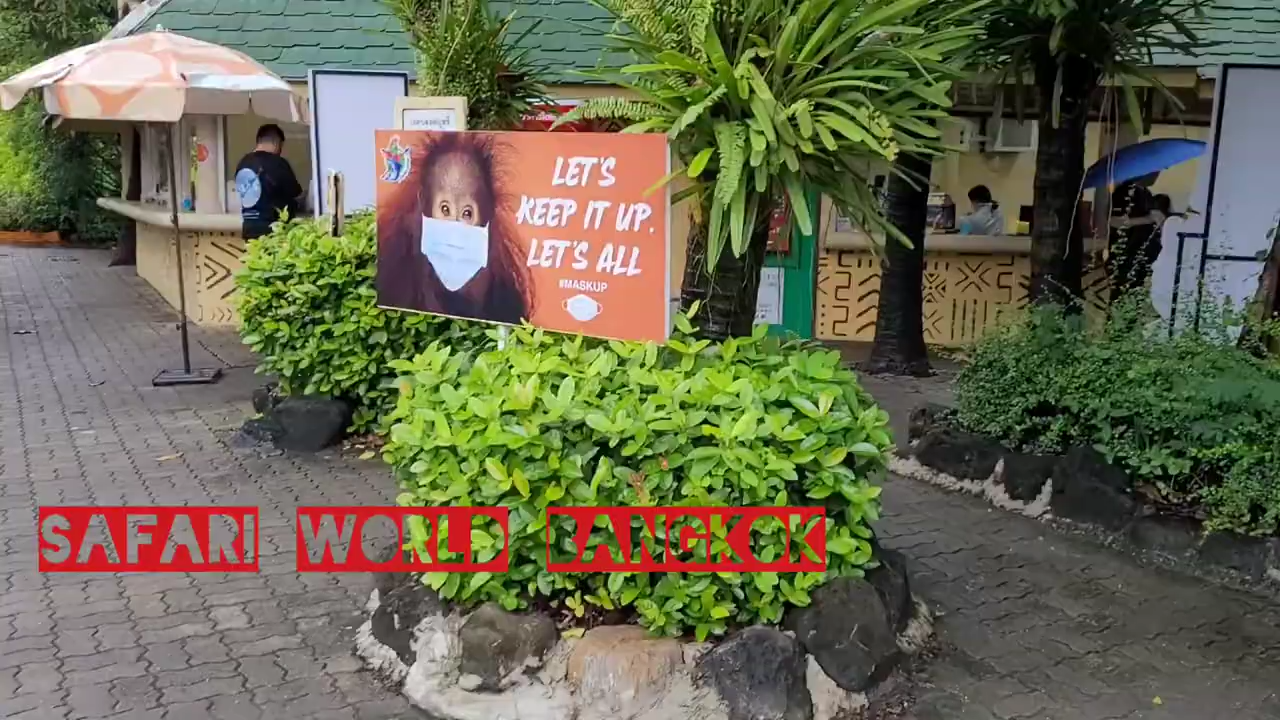 LET'S
KEEP IT UP.
LET'S ALL
#MASKUP
SAFARI WORLD BANGKOK